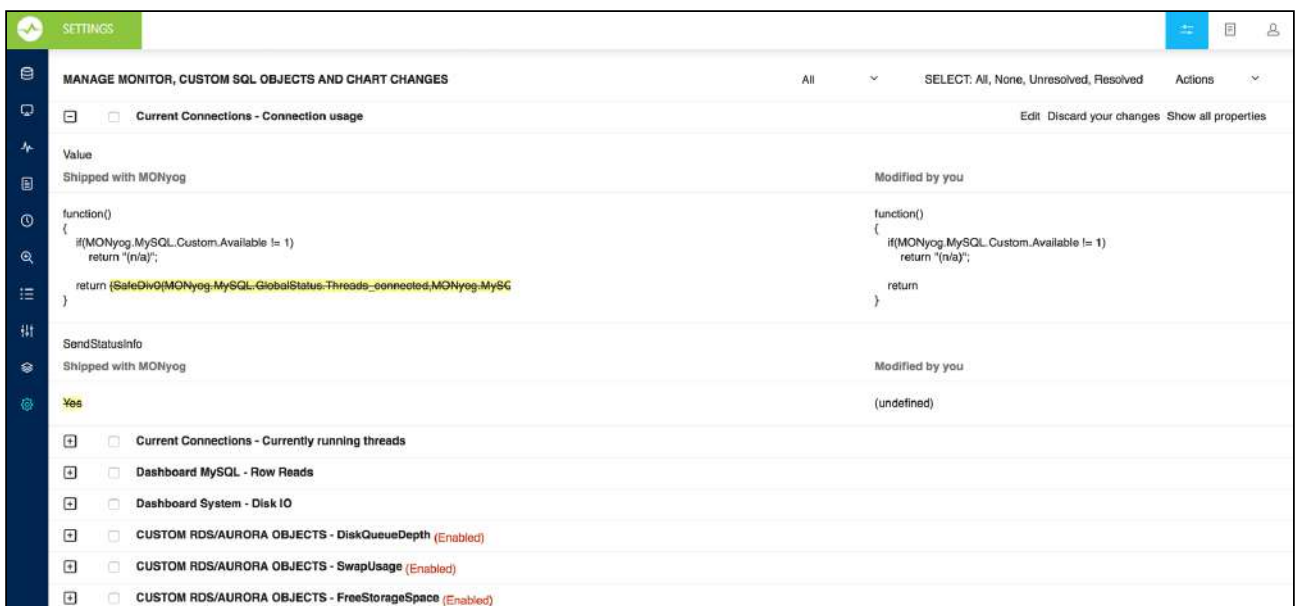 SETTINGS
MANAGE MONITOR, CUSTOM SQL OBJECTS AND CHART CHANGES All SELECT: All, None, Unresolved, Resolved Actions
Current Connections - Connection usage Edit Discard your changes Show all properties
Value
Shipped with MONyog Modified by you
function() function()
{ {
if(MONyog.MySQL.Custom.Available != 1) if(MONyog.MySQL.Custom.Available != 1)
return "(n/a)"; return "(n/a)";
return (SafeDiv0(MONyog.MySQL.GlobalStatus.Threads_connected,MONyog.MySG return
} }
SendStatusInfo
Shipped with MONyog Modified by you
Yes (undefined)
Current Connections - Currently running threads
Dashboard MySQL - Row Reads
Dashboard System - Disk IO
CUSTOM RDS/AURORA OBJECTS - DiskQueueDepth (Enabled)
CUSTOM RDS/AURORA OBJECTS - SwapUsage (Enabled)
CUSTOM RDS/AURORA OBJECTS - FreeStorageSpace (Enabled)